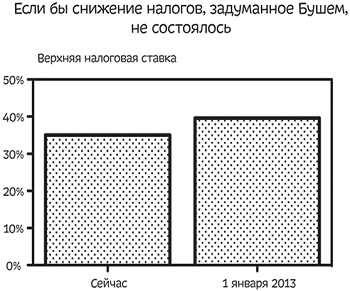 Если бы снижение налогов, задуманное Бушем,
не состоялось
Верхняя налоговая ставка
50%
40%
30%
20%
10%
0%
Сейчас
1 января 2013